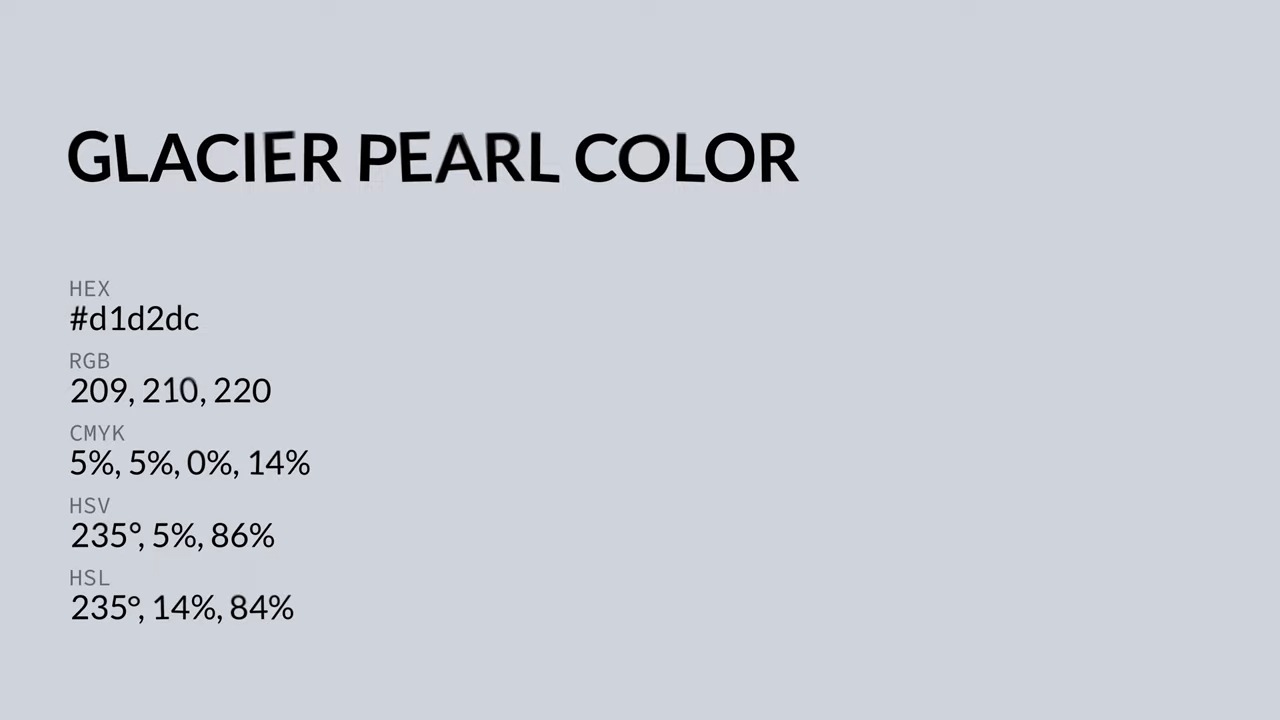 GLACIER PEARL COLOR
HEX
#d1d2dc
RGB
209, 210, 220
CMYK
5%, 5%, 0%, 14%
HSV
235°, 5%, 86%
HSL
235°, 14%, 84%